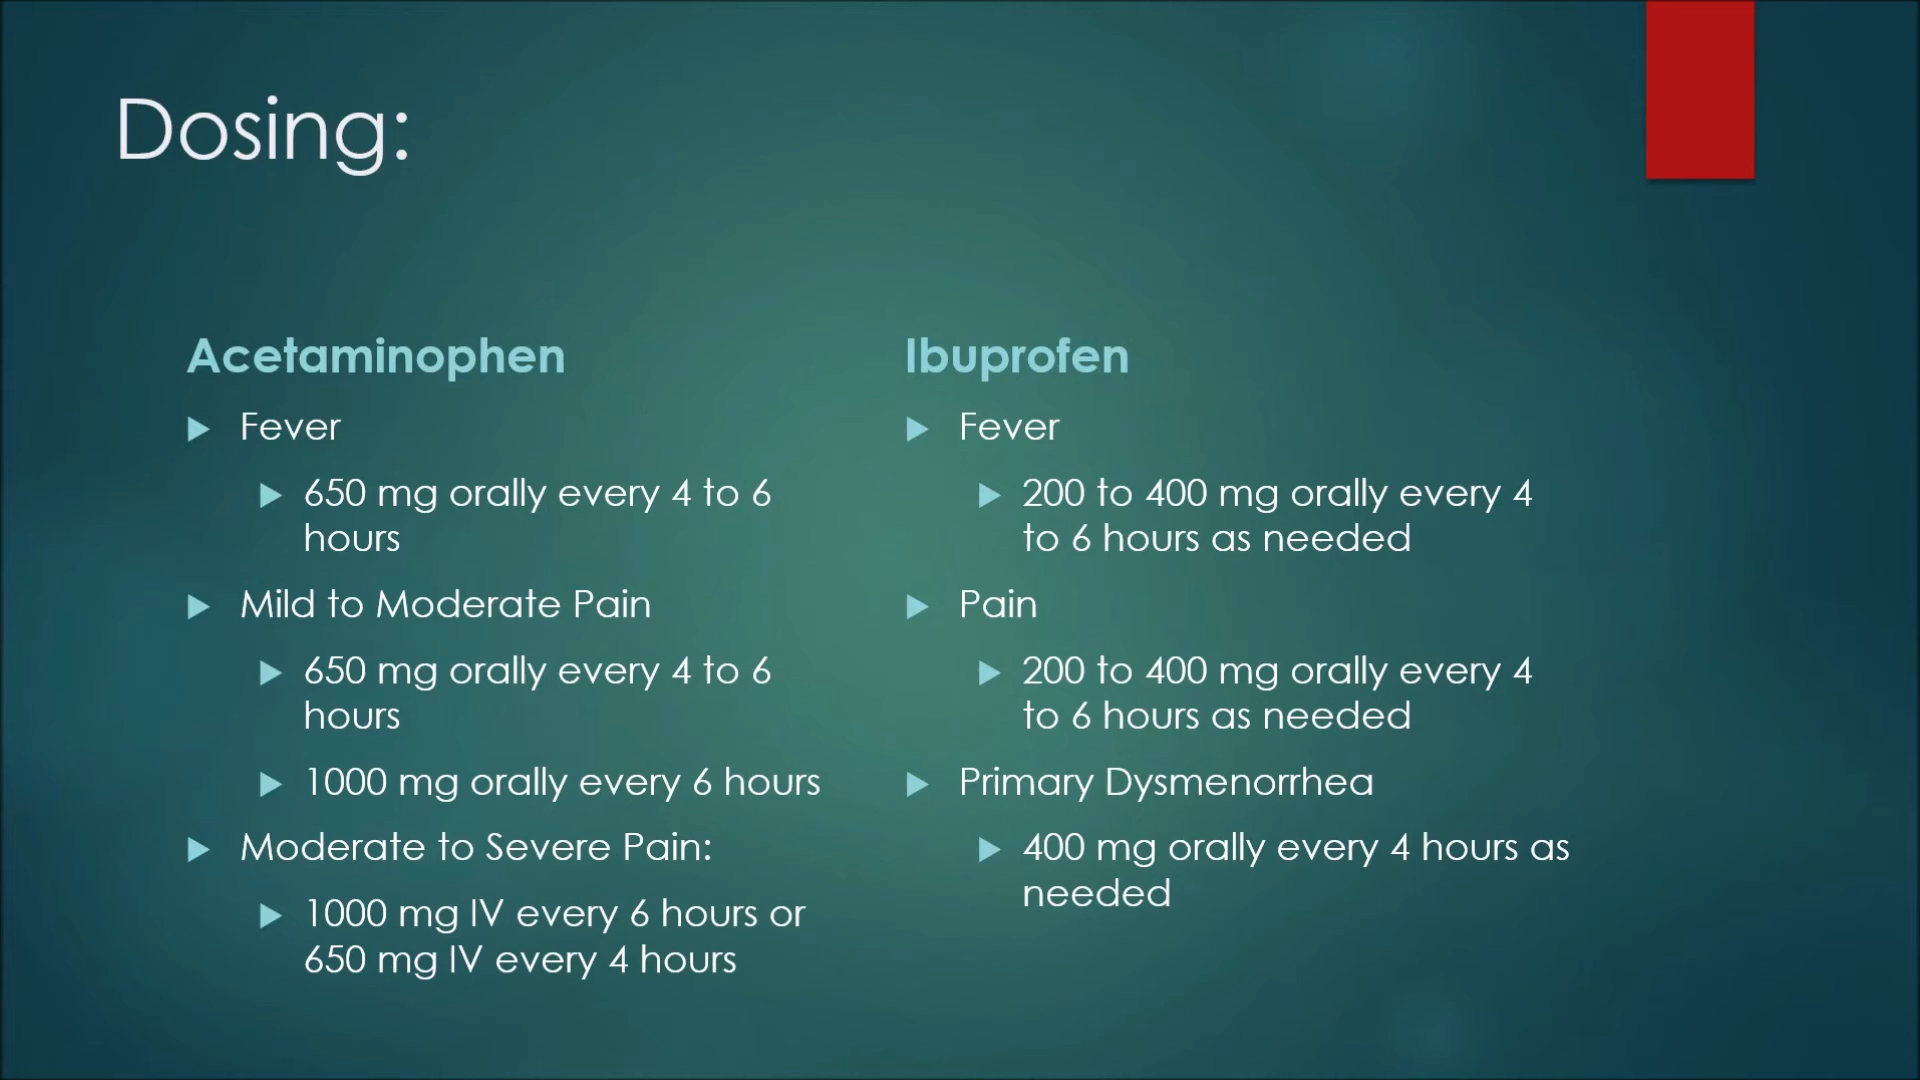 Dosing:
Acetaminophen
Fever
650 mg orally every 4 to 6
hours
Mild to Moderate Pain
650 mg orally every 4 to 6
hours
1000 mg orally every 6 hours
Moderate to Severe Pain:
1000 mg IV every 6 hours or
650 mg IV every 4 hours
Ibuprofen
Fever
200 to 400 mg orally every 4
to 6 hours as needed
Pain
200 to 400 mg orally every 4
to 6 hours as needed
Primary Dysmenorrhea
400 mg orally every 4 hours as
needed